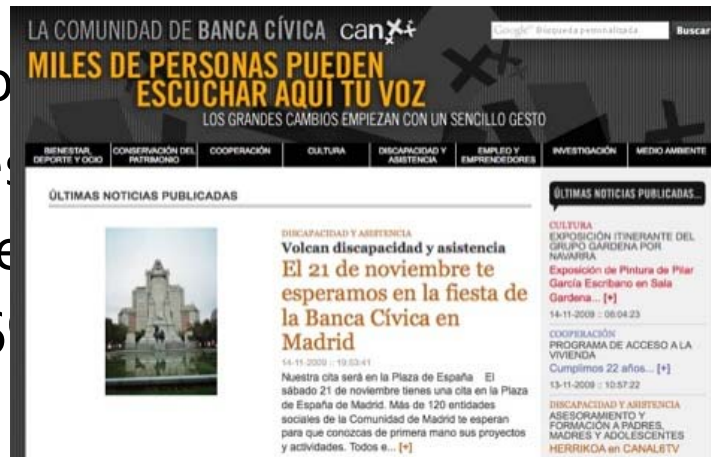 LA COMUNIDAD DE BANCA CÍVICA can
Google Búsqueda personalizada
Buscar
MILES DE PERSONAS PUEDEN
ESCUCHAR AQUÍ TU VOZ
LOS GRANDES CAMBIOS EMPIEZAN CON UN SENCILLO GESTO
BIENESTAR, DEPORTE Y OCIO
CONSERVACIÓN DEL PATRIMONIO
COOPERACIÓN
CULTURA
DISCAPACIDAD Y ASISTENCIA
EMPLEO Y EMPRENDEDORES
INVESTIGACIÓN
MEDIO AMBIENTE
ÚLTIMAS NOTICIAS PUBLICADAS
DISCAPACIDAD Y ASISTENCIA
Volcan discapacidad y asistencia
El 21 de noviembre te
esperamos en la fiesta de
la Banca Cívica en
Madrid
14-11-2009 :: 19:53:41
Nuestra cita será en la Plaza de España El
sábado 21 de noviembre tienes una cita en la Plaza
de España de Madrid. Más de 120 entidades
sociales de la Comunidad de Madrid te esperan
para que conozcas de primera mano sus proyectos
y actividades. Todos e... [+]
ÚLTIMAS NOTICIAS PUBLICADAS...
CULTURA
EXPOSICIÓN ITINERANTE DEL
GRUPO GARDENA POR
NAVARRA
Exposición de Pintura de Pilar
García Escribano en Sala
Gardena... [+]
14-11-2009 :: 06:04:23
COOPERACIÓN
PROGRAMA DE ACCESO A LA
VIVIENDA
Cumplimos 22 años... [+]
13-11-2009 :: 10:57:22
DISCAPACIDAD Y ASISTENCIA
ASESORAMIENTO Y
FORMACIÓN A PADRES,
MADRES Y ADOLESCENTES
HERRIKOA en CANAL6TV